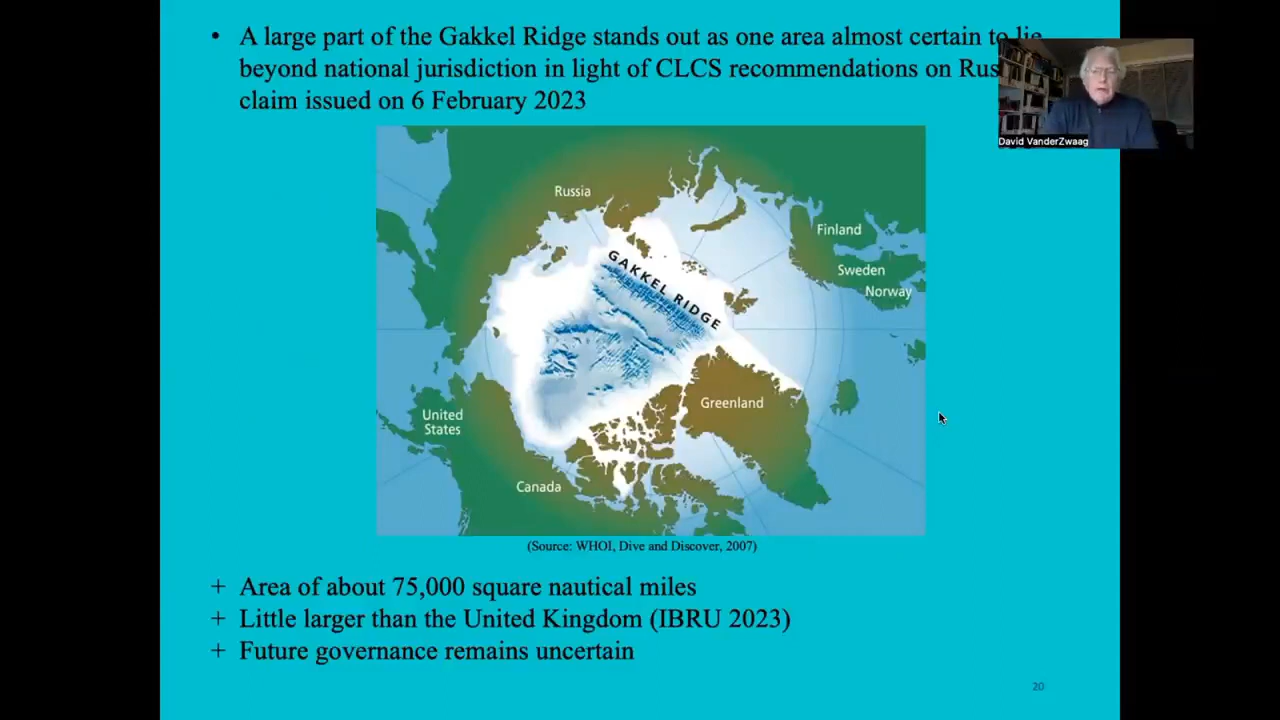 • A large part of the Gakkel Ridge stands out as one area almost certain to lie
beyond national jurisdiction in light of CLCS recommendations on Rus
claim issued on 6 February 2023
David VanderZwaag
Russia
Finland
GAKKEL RIDGE
Sweden
Norway
Greenland
United
States
Canada
(Source: WHOI, Dive and Discover, 2007)
+ Area of about 75,000 square nautical miles
+ Little larger than the United Kingdom (IBRU 2023)
+ Future governance remains uncertain
20